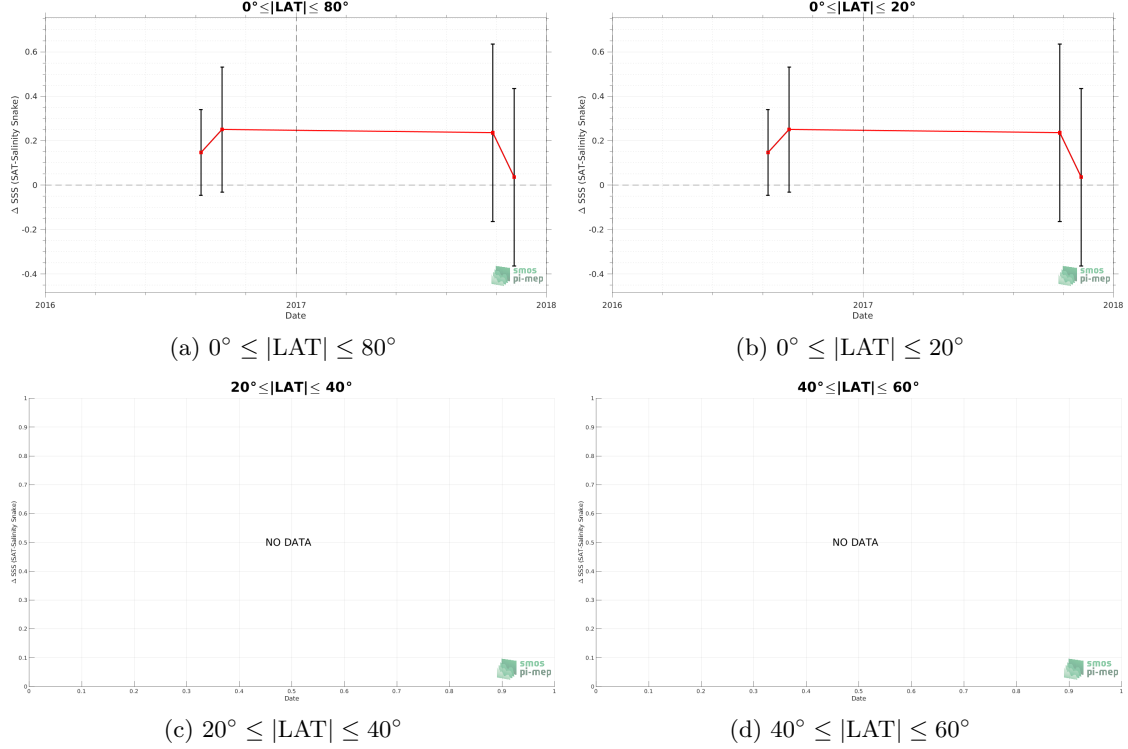 0°≤|LAT|≤ 80°
0.6
0.4
0.2
0
-0.2
-0.4
Δ SSS (SAT-Salinity Snake)
2016
2017
2018
Date
smos
pi-mep
(a) 0° ≤ |LAT| ≤ 80°
0°≤|LAT|≤ 20°
0.6
0.4
0.2
0
-0.2
-0.4
Δ SSS (SAT-Salinity Snake)
2016
2017
2018
Date
smos
pi-mep
(b) 0° ≤ |LAT| ≤ 20°
20°≤|LAT|≤ 40°
1
0.9
0.8
0.7
0.6
0.5
0.4
0.3
0.2
0.1
0
Δ SSS (SAT-Salinity Snake)
NO DATA
0 0.1 0.2 0.3 0.4 0.5 0.6 0.7 0.8 0.9 1
Date
smos
pi-mep
(c) 20° ≤ |LAT| ≤ 40°
40°≤|LAT|≤ 60°
1
0.9
0.8
0.7
0.6
0.5
0.4
0.3
0.2
0.1
0
Δ SSS (SAT-Salinity Snake)
NO DATA
0 0.1 0.2 0.3 0.4 0.5 0.6 0.7 0.8 0.9 1
Date
smos
pi-mep
(d) 40° ≤ |LAT| ≤ 60°